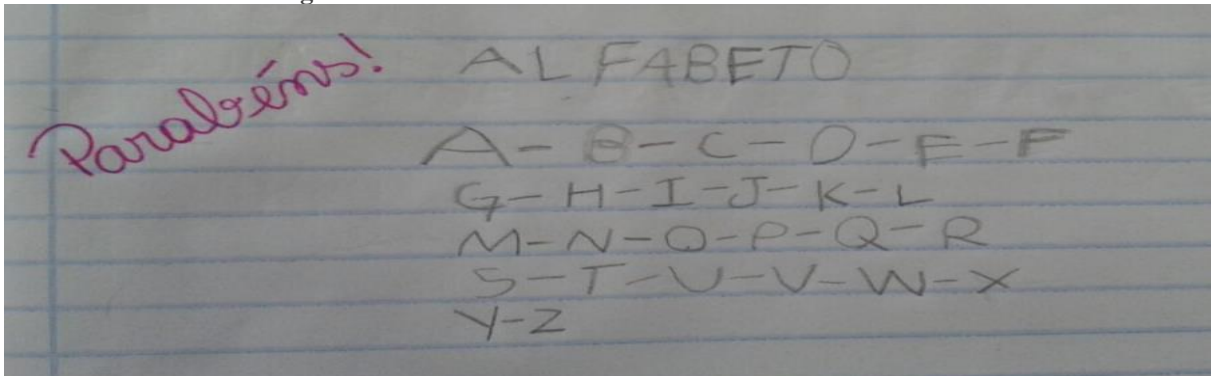 Parabéns!
ALFABETO
A-B-C-D-E-F
G-H-I-J-K-L
M-N-O-P-Q-R
S-T-U-V-W-X
Y-Z